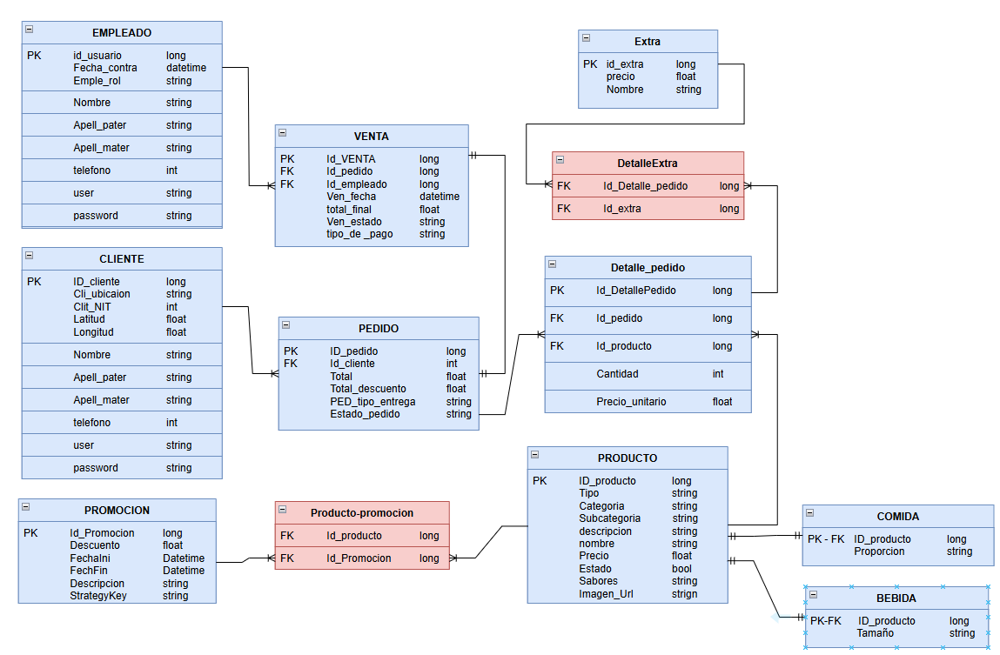 EMPLEADO
PK id_usuario long
Fecha_contra datetime
Emple_rol string
Nombre string
Apell_pater string
Apell_mater string
telefono int
user string
password string
CLIENTE
PK ID_cliente long
Cli_ubicaion string
Clit_NIT int
Latitud float
Longitud float
Nombre string
Apell_pater string
Apell_mater string
telefono int
user string
password string
PROMOCION
PK Id_Promocion long
Descuento float
FechaIni Datetime
FechFin Datetime
Descripcion string
StrategyKey string
VENTA
PK Id_VENTA long
FK Id_pedido long
FK Id_empleado long
Ven_fecha datetime
total_final float
Ven_estado string
tipo_de _pago string
PEDIDO
PK ID_pedido long
FK Id_cliente int
Total float
Total_descuento float
PED_tipo_entrega string
Estado_pedido string
Producto-promocion
FK Id_producto long
FK Id_Promocion long
Extra
PK id_extra long
precio float
Nombre string
DetalleExtra
FK Id_Detalle_pedido long
FK Id_extra long
Detalle_pedido
PK Id_DetallePedido long
FK Id_pedido long
FK Id_producto long
Cantidad int
Precio_unitario float
PRODUCTO
PK ID_producto long
Tipo string
Categoria string
Subcategoria string
descripcion string
nombre string
Precio float
Estado bool
Sabores string
Imagen_Url strign
COMIDA
PK - FK ID_producto long
Proporcion string
BEBIDA
PK-FK ID_producto long
Tamaño string